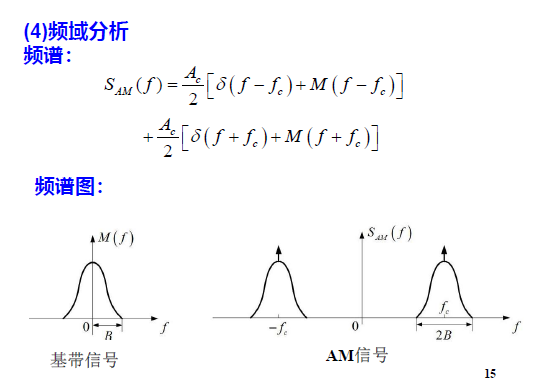 (4)频域分析
频谱：
S_AM(f) = A_c/2 [δ(f − f_c) + M(f − f_c)]
+ A_c/2 [δ(f + f_c) + M(f + f_c)]
频谱图：
M(f)
0
B
f
基带信号
S_AM(f)
−f_c
0
f_c
2B
f
AM信号
15